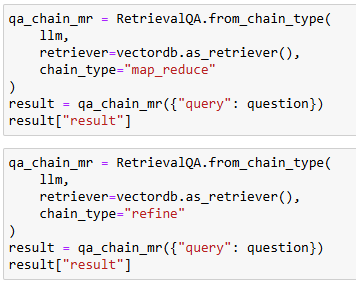 qa_chain_mr = RetrievalQA.from_chain_type(
    llm,
    retriever=vectordb.as_retriever(),
    chain_type="map_reduce"
)
result = qa_chain_mr({"query": question})
result["result"]
qa_chain_mr = RetrievalQA.from_chain_type(
    llm,
    retriever=vectordb.as_retriever(),
    chain_type="refine"
)
result = qa_chain_mr({"query": question})
result["result"]